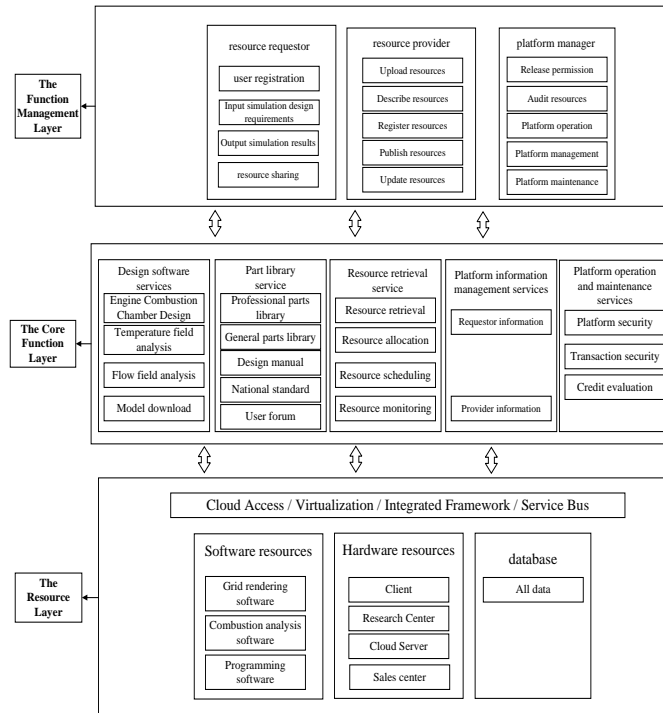 The
Function
Management
Layer
resource requestor
user registration
Input simulation design
requirements
Output simulation results
resource sharing
resource provider
Upload resources
Describe resources
Register resources
Publish resources
Update resources
platform manager
Release permission
Audit resources
Platform operation
Platform management
Platform maintenance
The Core
Function
Layer
Design software
services
Engine Combustion
Chamber Design
Temperature field
analysis
Flow field analysis
Model download
Part library
service
Professional parts
library
General parts library
Design manual
National standard
User forum
Resource retrieval
service
Resource retrieval
Resource allocation
Resource scheduling
Resource monitoring
Platform information
management services
Requestor information
Provider information
Platform operation
and maintenance
services
Platform security
Transaction security
Credit evaluation
The
Resource
Layer
Cloud Access / Virtualization / Integrated Framework / Service Bus
Software resources
Grid rendering
software
Combustion analysis
software
Programming
software
Hardware resources
Client
Research Center
Cloud Server
Sales center
database
All data